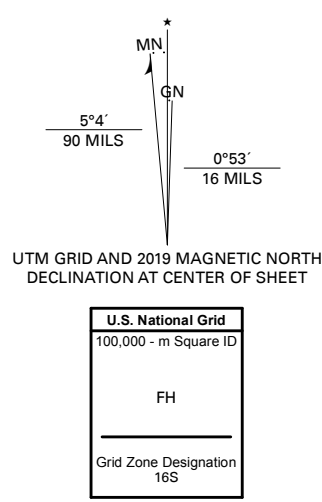 ★
MN
GN
5°4´
90 MILS
0°53´
16 MILS
UTM GRID AND 2019 MAGNETIC NORTH
DECLINATION AT CENTER OF SHEET
U.S. National Grid
100,000 - m Square ID
FH
Grid Zone Designation
16S